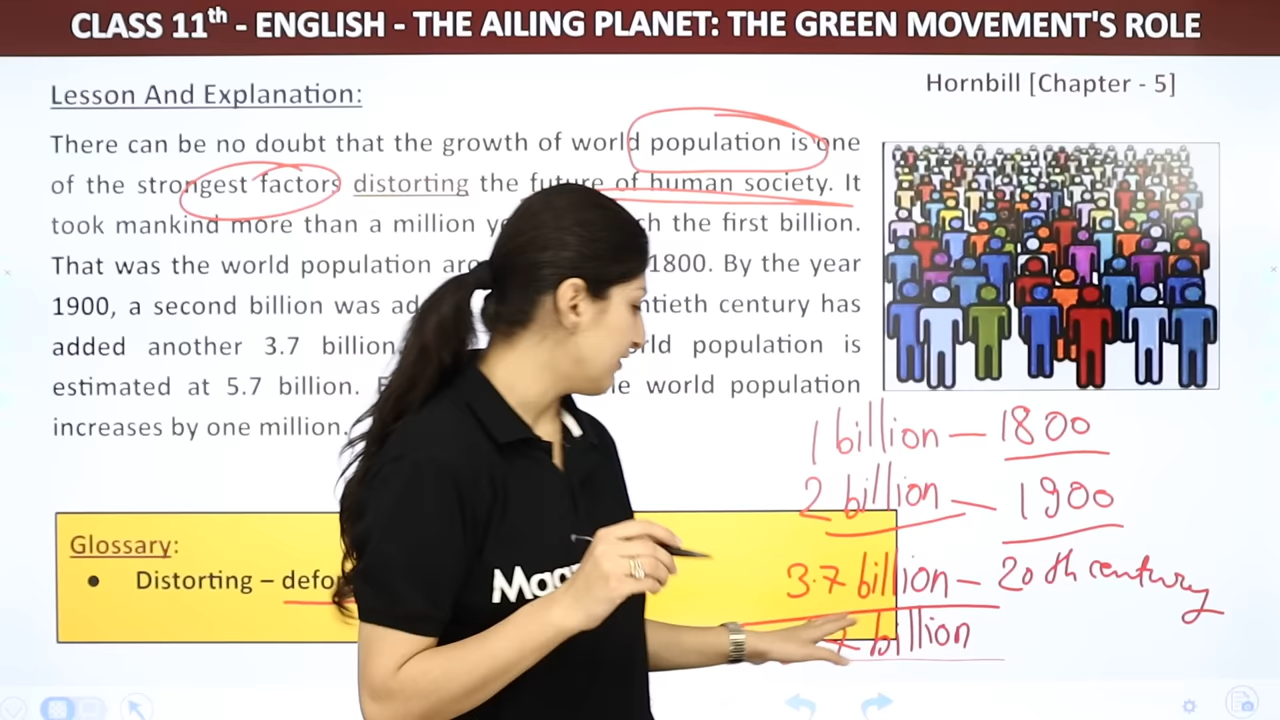 CLASS 11th - ENGLISH - THE AILING PLANET: THE GREEN MOVEMENT'S ROLE
Lesson And Explanation:
Hornbill [Chapter - 5]
There can be no doubt that the growth of world population is one
of the strongest factors distorting the future of human society. It
took mankind more than a million the first billion.
That was the world population 1800. By the year
1900, a second billion was century has
added another 3.7 billion. population is
estimated at 5.7 billion. world population
increases by one million.
1 billion — 1800
2 billion — 1900
Glossary:
• Distorting –
3.7 billion — 20th century
billion